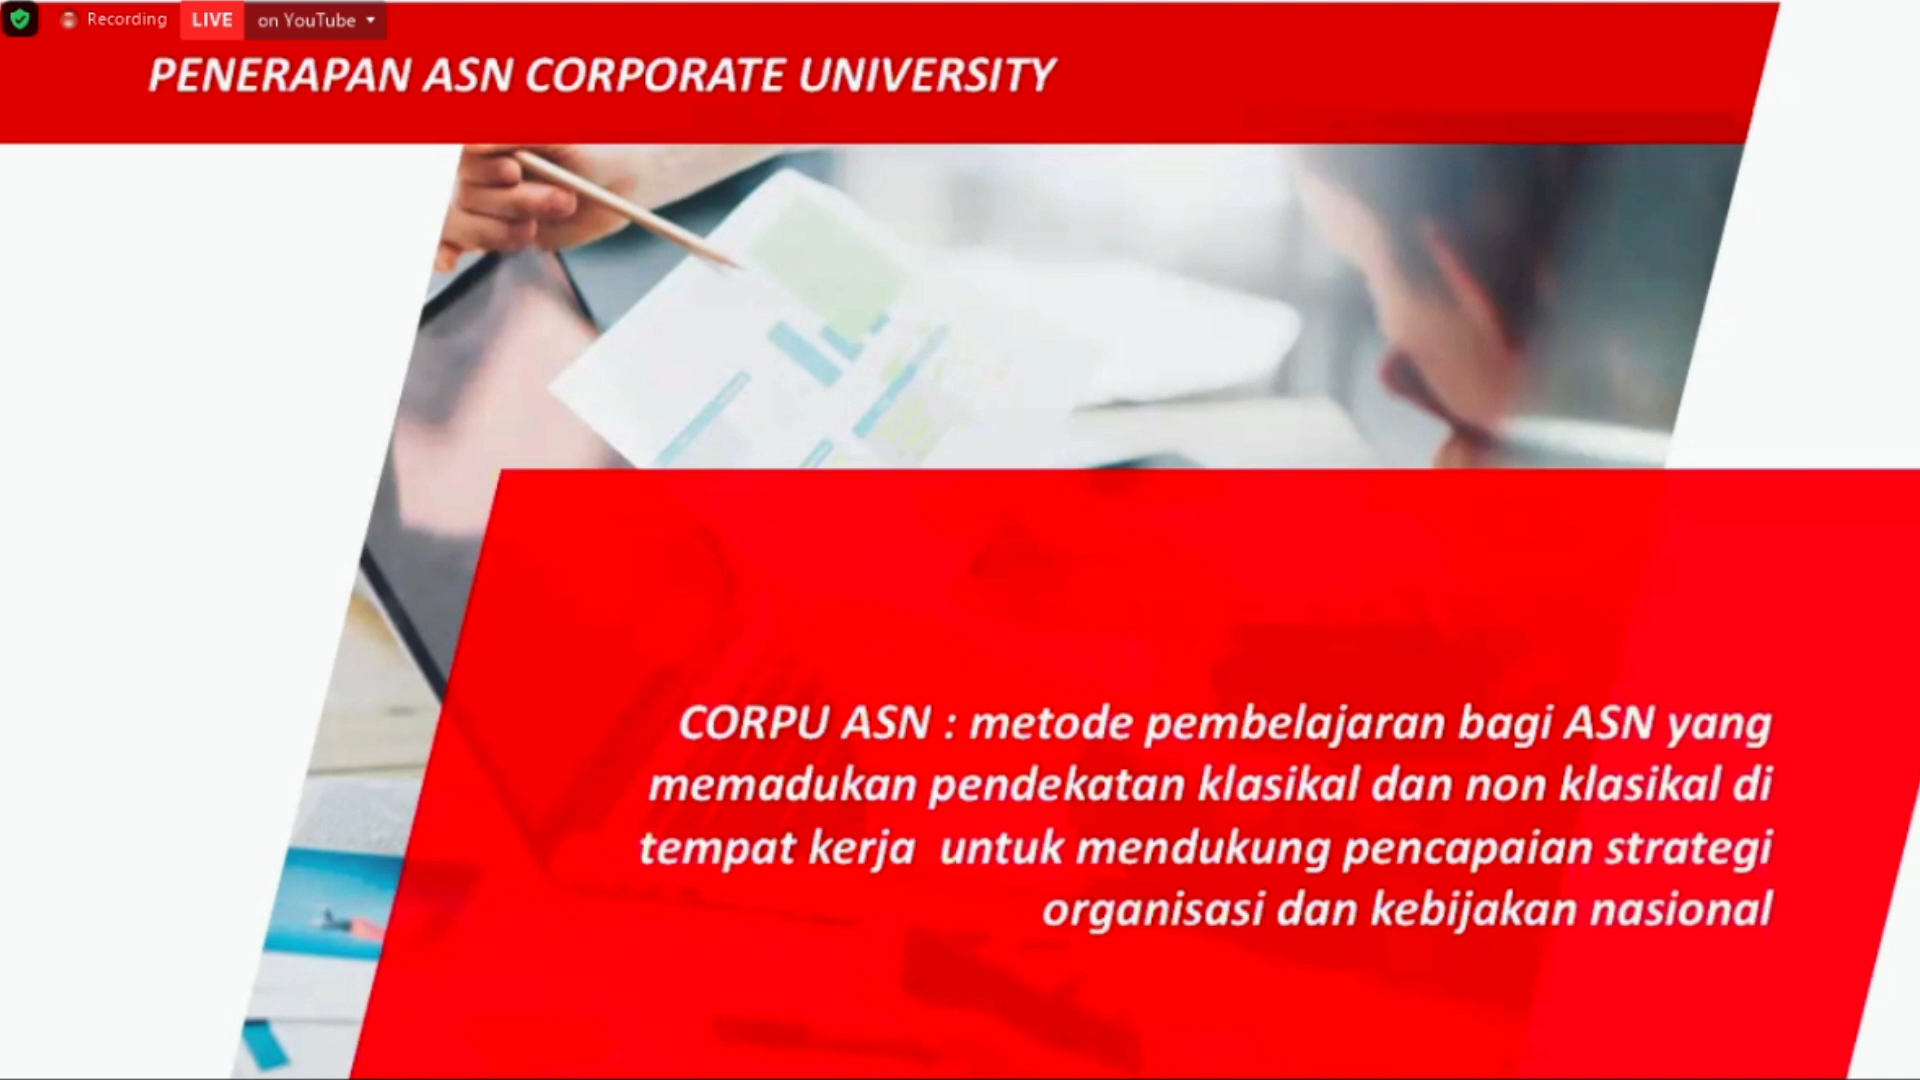 Recording LIVE on YouTube
PENERAPAN ASN CORPORATE UNIVERSITY
CORPU ASN : metode pembelajaran bagi ASN yang
memadukan pendekatan klasikal dan non klasikal di
tempat kerja untuk mendukung pencapaian strategi
organisasi dan kebijakan nasional